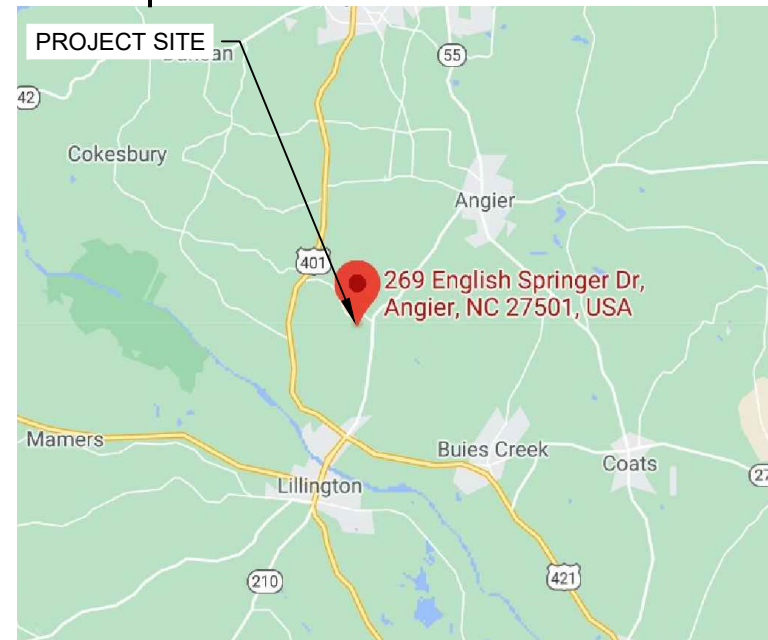 PROJECT SITE
Duncan
55
42
Cokesbury
Angier
401
269 English Springer Dr,
Angier, NC 27501, USA
Mamers
Buies Creek
Coats
27
Lillington
210
421